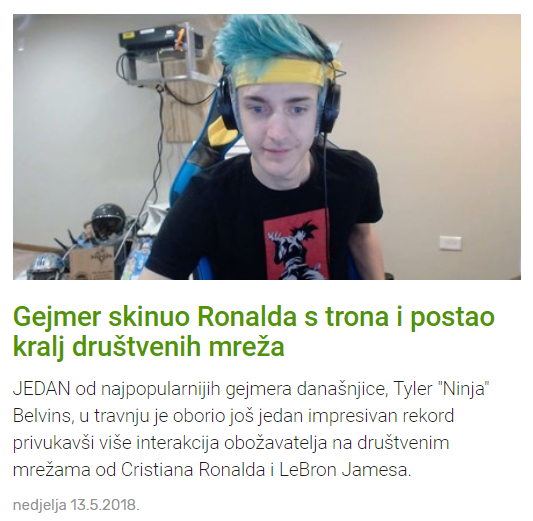 Gejmer skinuo Ronalda s trona i postao
kralj društvenih mreža
JEDAN od najpopularnijih gejmera današnjice, Tyler "Ninja"
Belvins, u travnju je oborio još jedan impresivan rekord
privukavši više interakcija obožavatelja na društvenim
mrežama od Cristiana Ronalda i LeBron Jamesa.
nedjelja 13.5.2018.